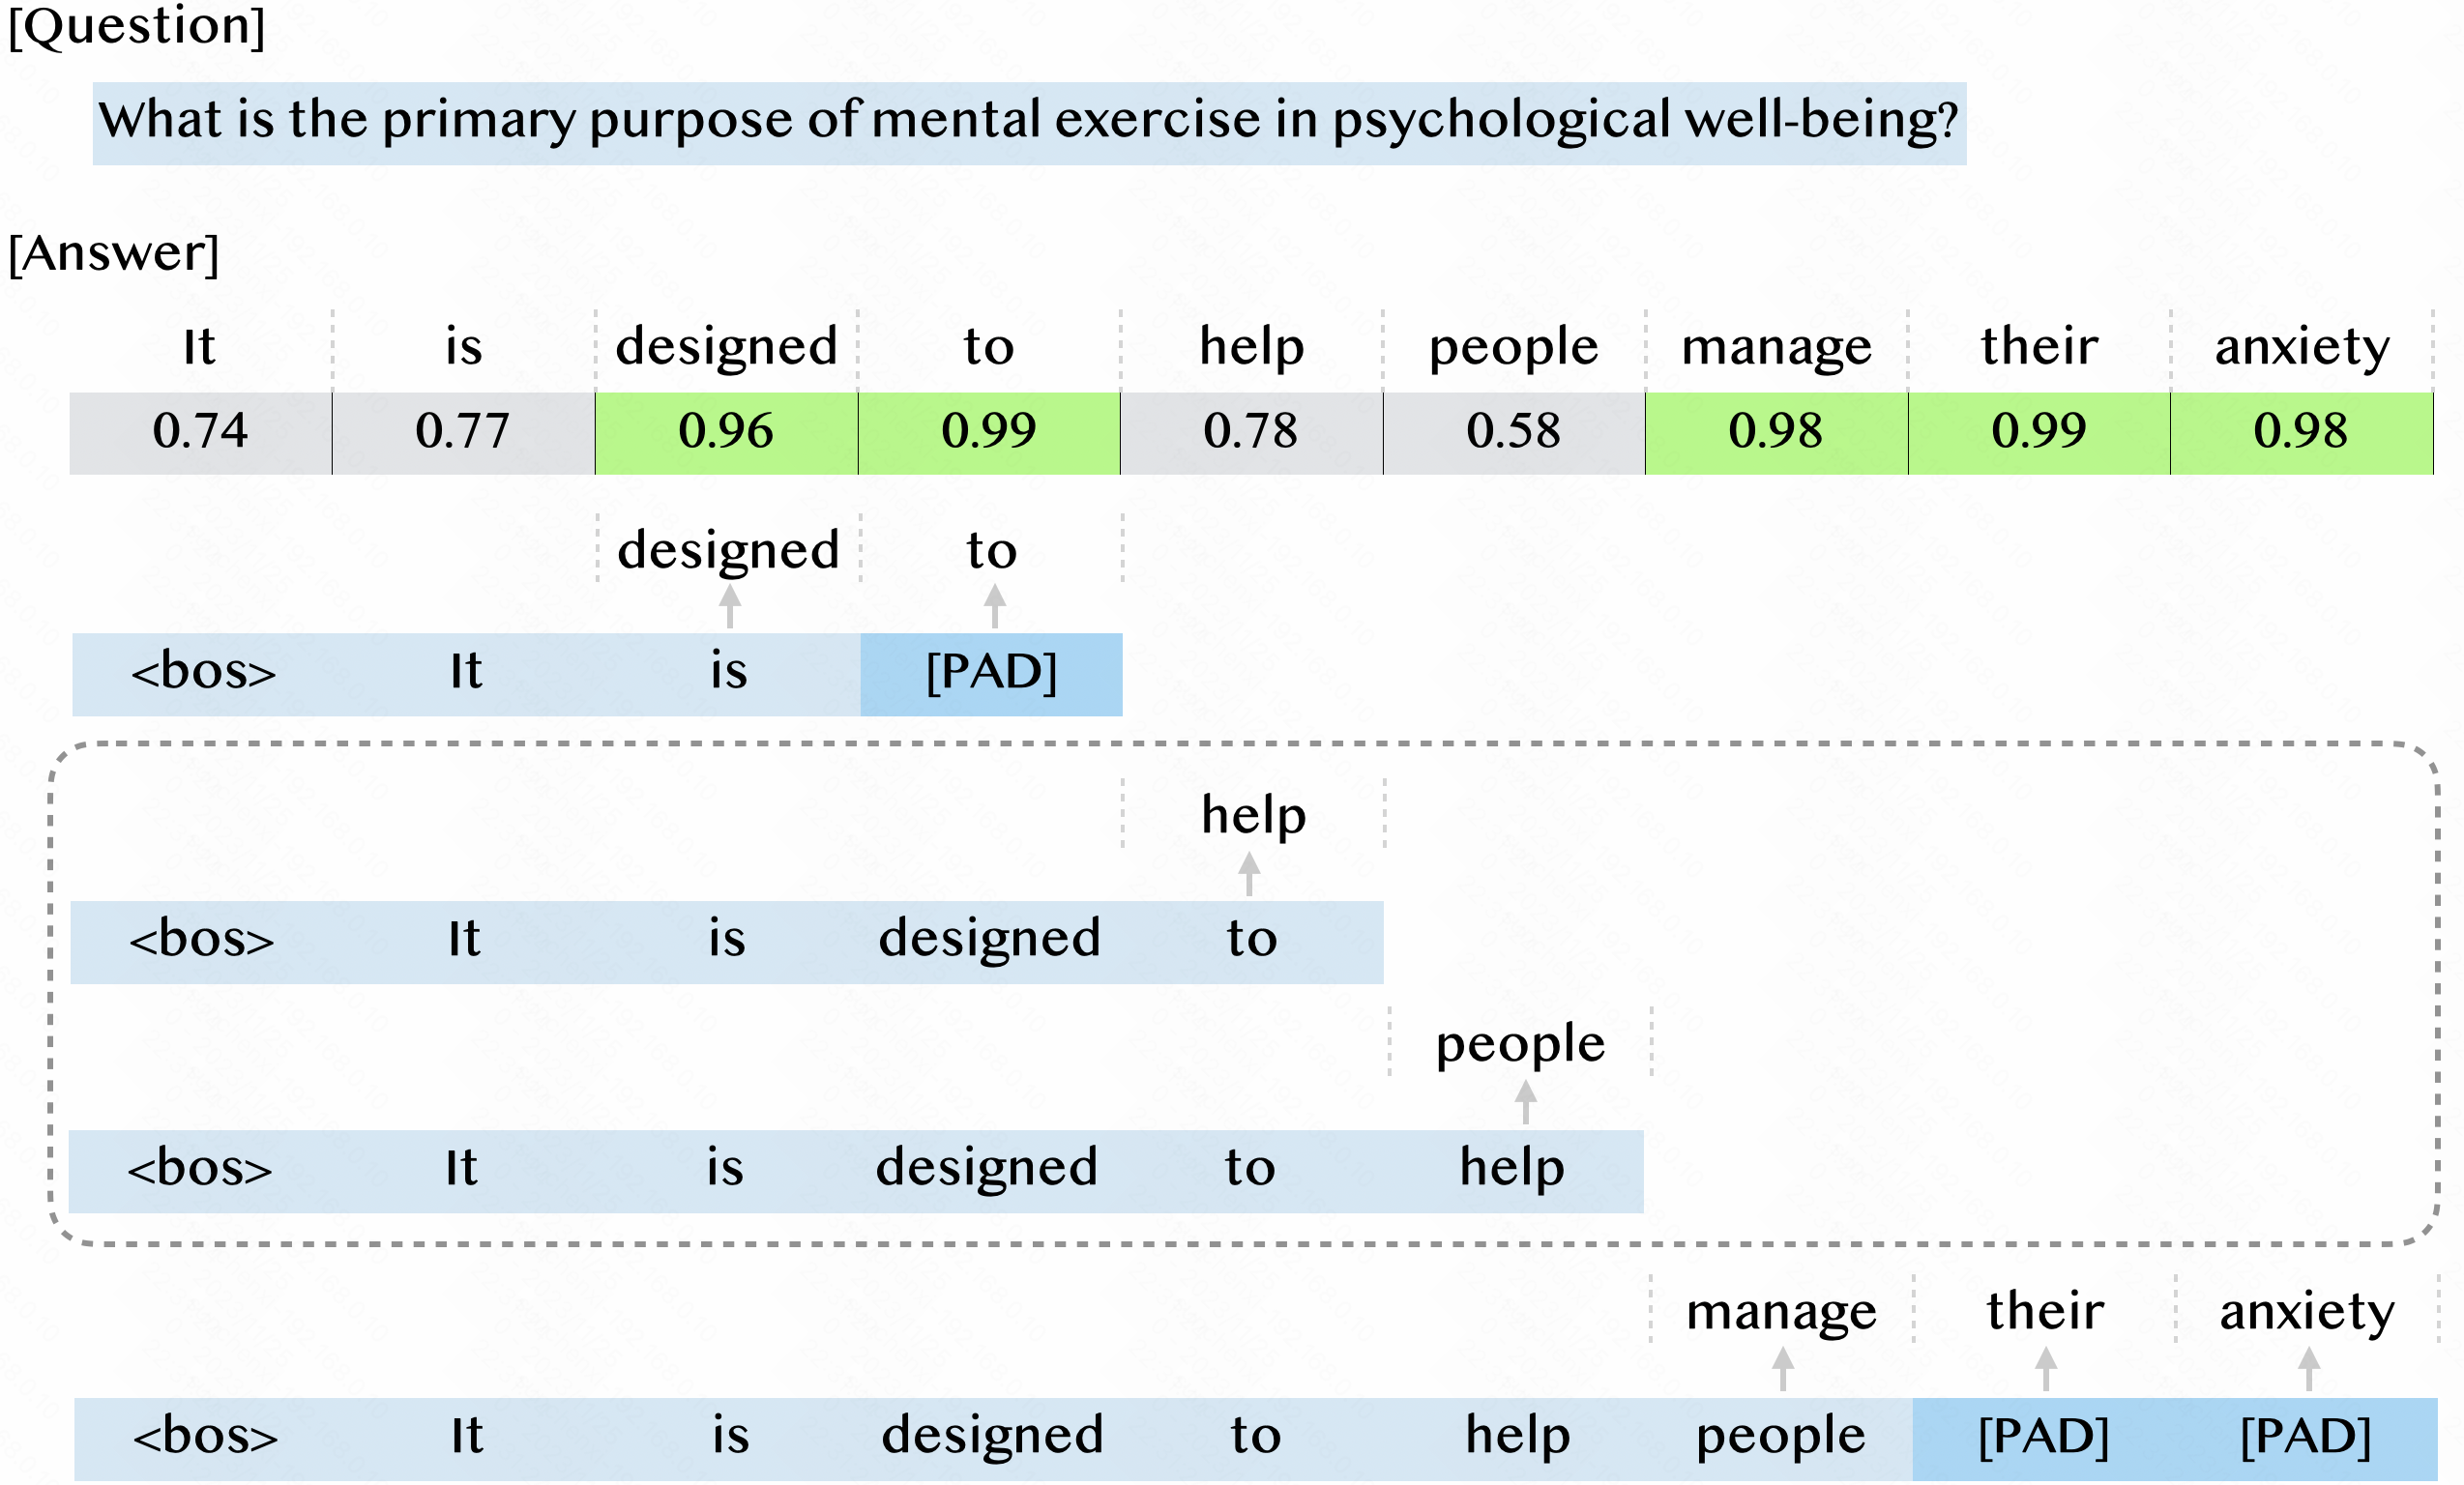 [Question]
What is the primary purpose of mental exercise in psychological well-being?
[Answer]
It is designed to help people manage their anxiety
0.74 0.77 0.96 0.99 0.78 0.58 0.98 0.99 0.98
designed to
<bos> It is [PAD]
help
<bos> It is designed to
people
<bos> It is designed to help
manage their anxiety
<bos> It is designed to help people [PAD] [PAD]